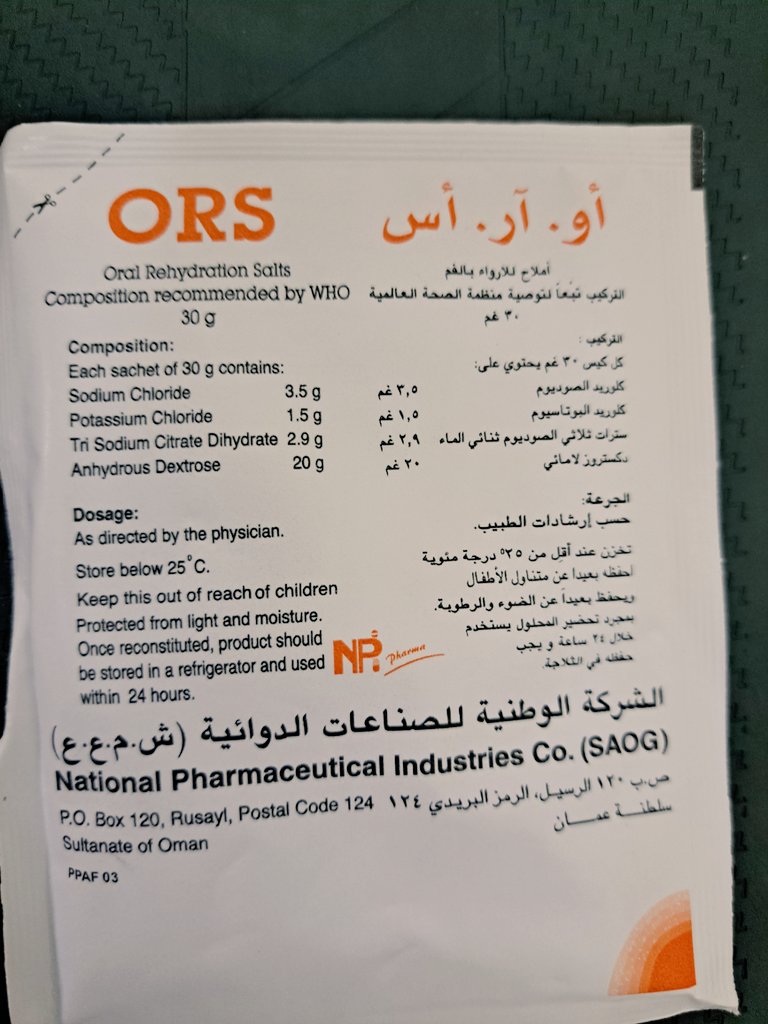 ORS
أو. آر. أس
Oral Rehydration Salts
أملاح للارواء بالفم
Composition recommended by WHO
التركيب تبعاً لتوصية منظمة الصحة العالمية
30 g
٣٠ غم
Composition:
التركيب :
Each sachet of 30 g contains:
كل كيس ٣٠ غم يحتوي على:
Sodium Chloride 3.5 g
٣,٥ غم كلوريد الصوديوم
Potassium Chloride 1.5 g
١,٥ غم كلوريد البوتاسيوم
Tri Sodium Citrate Dihydrate 2.9 g
٢,٩ غم سترات ثلاثي الصوديوم ثنائي الماء
Anhydrous Dextrose 20 g
٢٠ غم دكستروز لامائي
Dosage:
As directed by the physician.
Store below 25°C.
Keep this out of reach of children
Protected from light and moisture.
Once reconstituted, product should
be stored in a refrigerator and used
within 24 hours.
الجرعة:
حسب إرشادات الطبيب.
تخزن عند أقل من ٢٥° درجة مئوية
احفظه بعيداً عن متناول الأطفال
ويحفظ بعيداً عن الضوء والرطوبة.
بمجرد تحضير المحلول يستخدم
خلال ٢٤ ساعة و يجب
حفظه في الثلاجة.
NPI Pharma
الشركة الوطنية للصناعات الدوائية (ش.م.ع.ع)
National Pharmaceutical Industries Co. (SAOG)
P.O. Box 120, Rusayl, Postal Code 124
ص.ب ١٢٠ الرسيل، الرمز البريدي ١٢٤
Sultanate of Oman
سلطنة عمان
PPAF 03